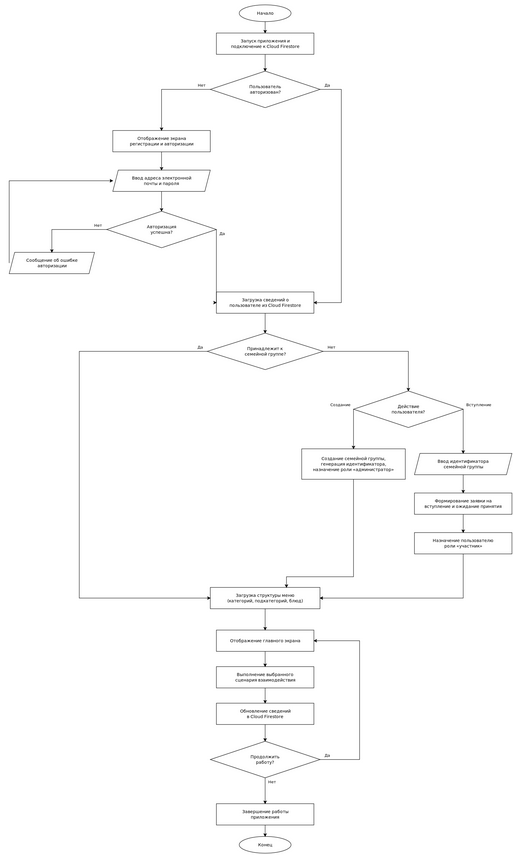 Начало
Запуск приложения и
подключение к Cloud Firestore
Пользователь
авторизован?
Нет
Да
Отображение экрана
регистрации и авторизации
Ввод адреса электронной
почты и пароля
Авторизация
успешна?
Нет
Да
Сообщение об ошибке
авторизации
Загрузка сведений о
пользователе из Cloud Firestore
Принадлежит к
семейной группе?
Да
Нет
Действие
пользователя?
Создание
Вступление
Создание семейной группы,
генерация идентификатора,
назначение роли «администратор»
Ввод идентификатора
семейной группы
Формирование заявки на
вступление и ожидание принятия
Назначение пользователю
роли «участник»
Загрузка структуры меню
(категорий, подкатегорий, блюд)
Отображение главного экрана
Выполнение выбранного
сценария взаимодействия
Обновление сведений
в Cloud Firestore
Продолжить
работу?
Да
Нет
Завершение работы
приложения
Конец